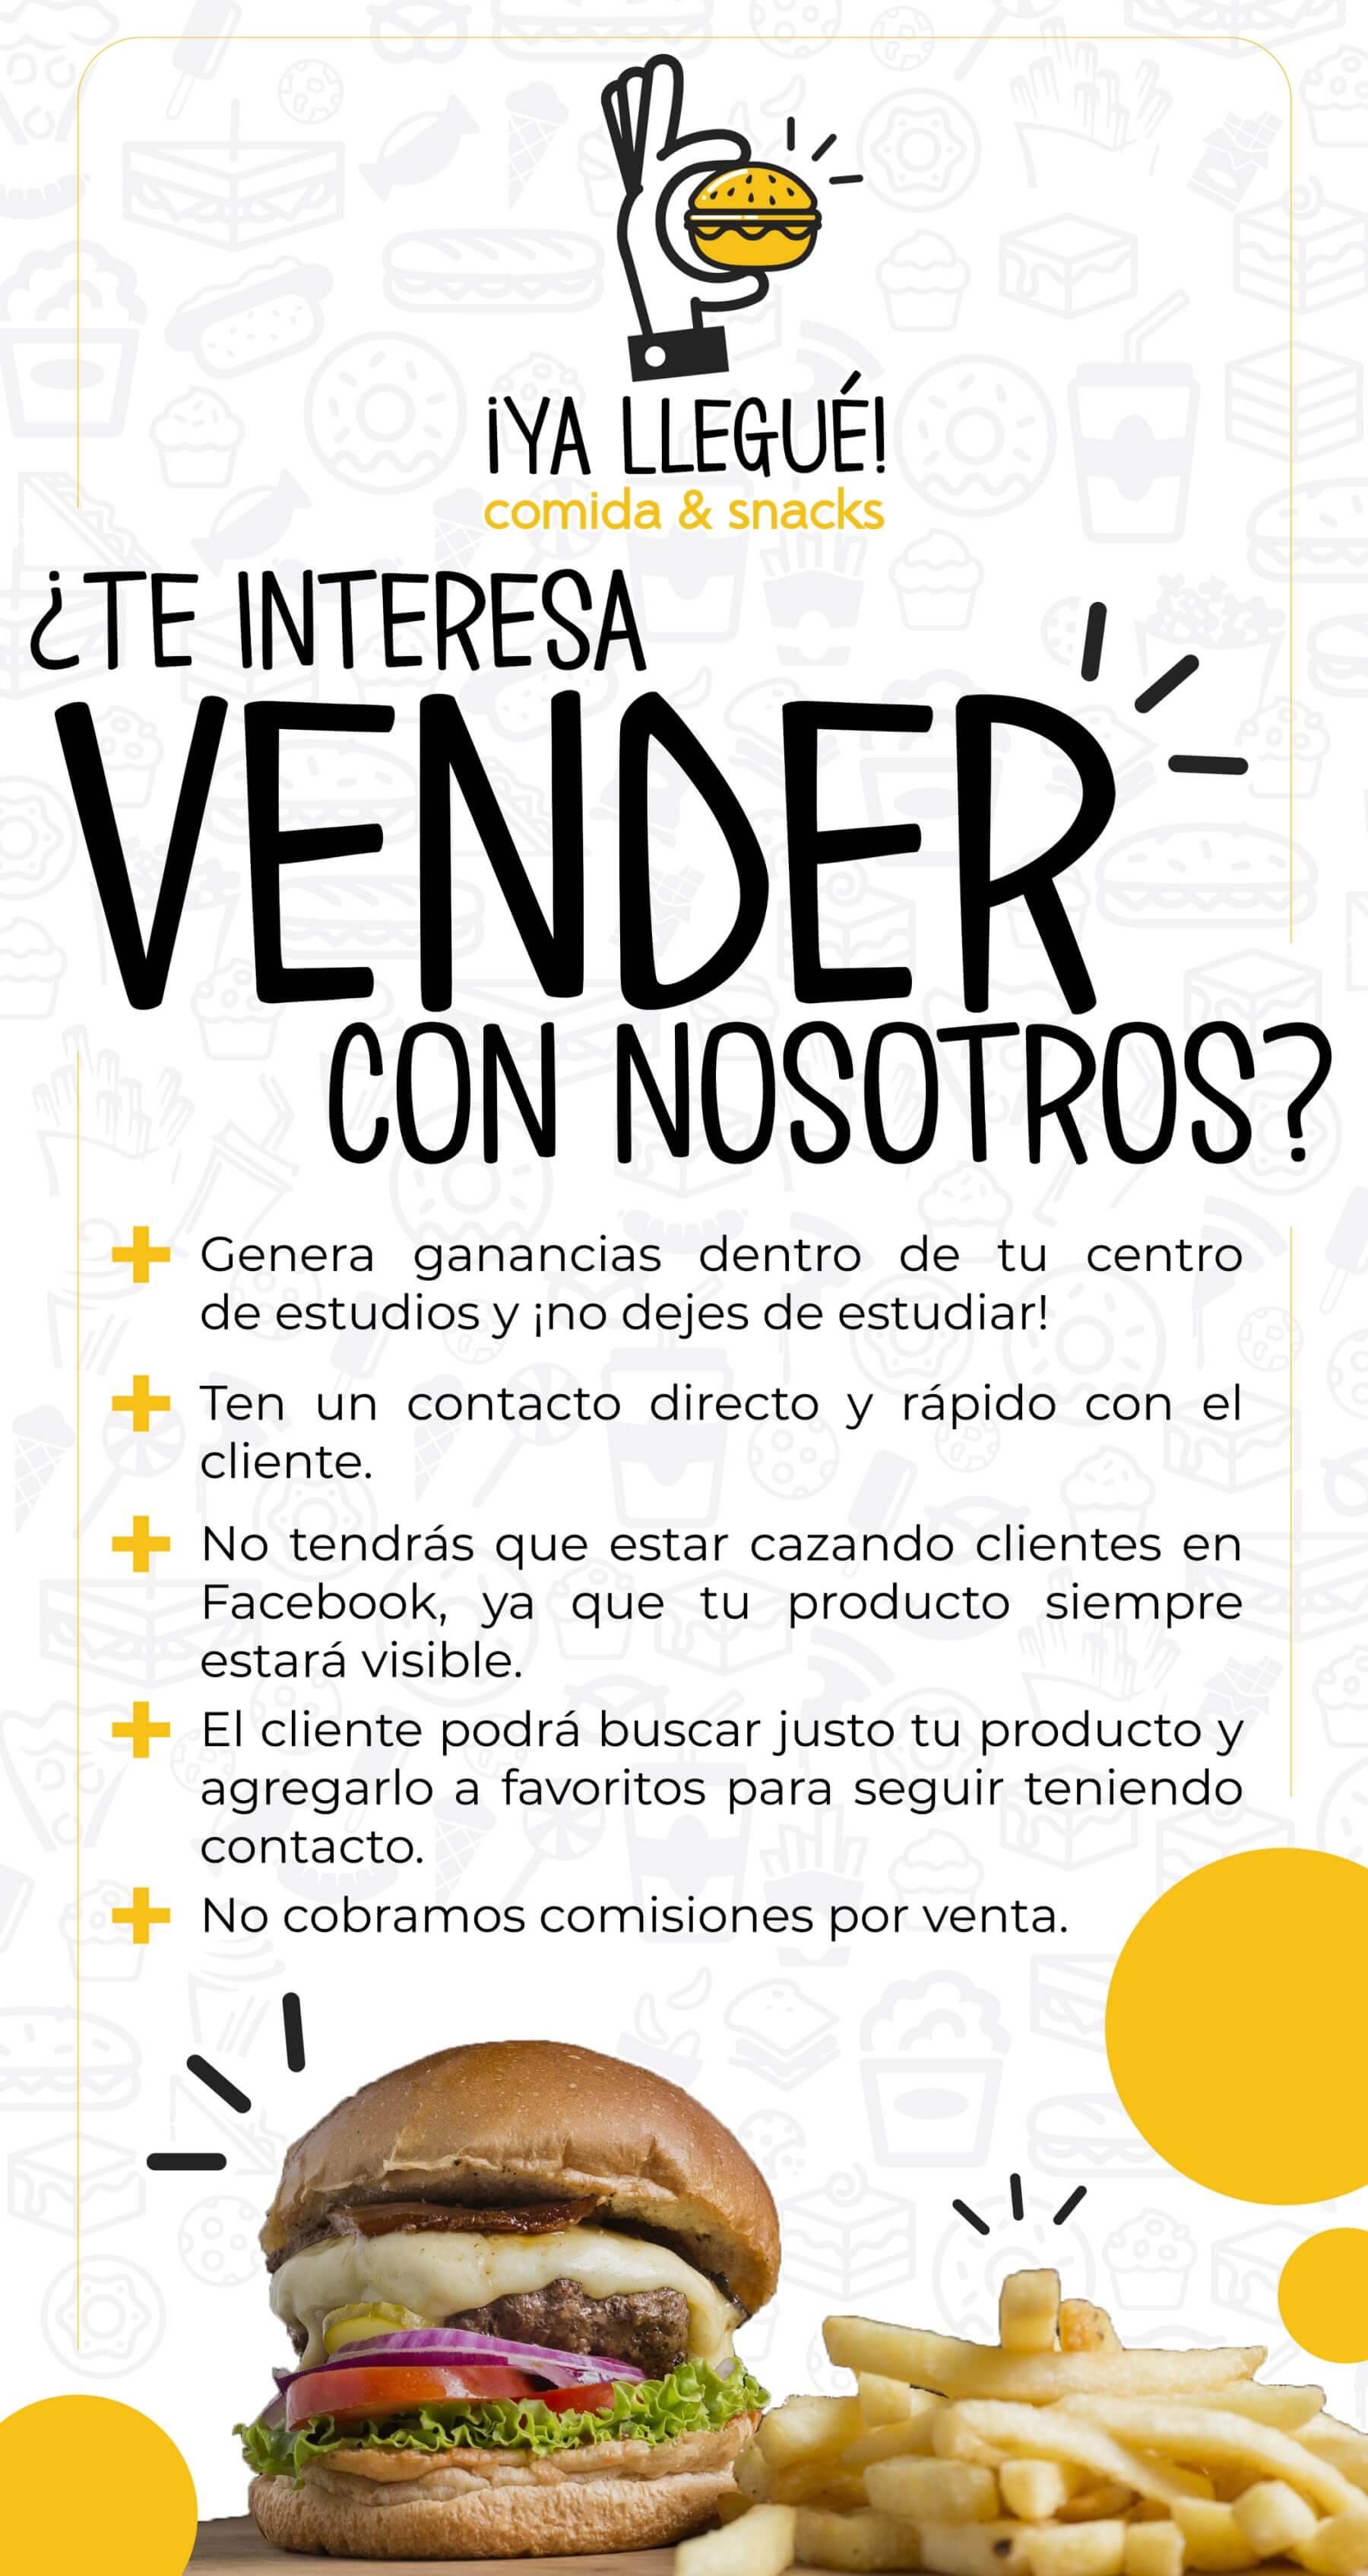 ¡YA LLEGUÉ!
comida & snacks
¿TE INTERESA
VENDER
CON NOSOTROS?
Genera ganancias dentro de tu centro
de estudios y ¡no dejes de estudiar!
Ten un contacto directo y rápido con el
cliente.
No tendrás que estar cazando clientes en
Facebook, ya que tu producto siempre
estará visible.
El cliente podrá buscar justo tu producto y
agregarlo a favoritos para seguir teniendo
contacto.
No cobramos comisiones por venta.